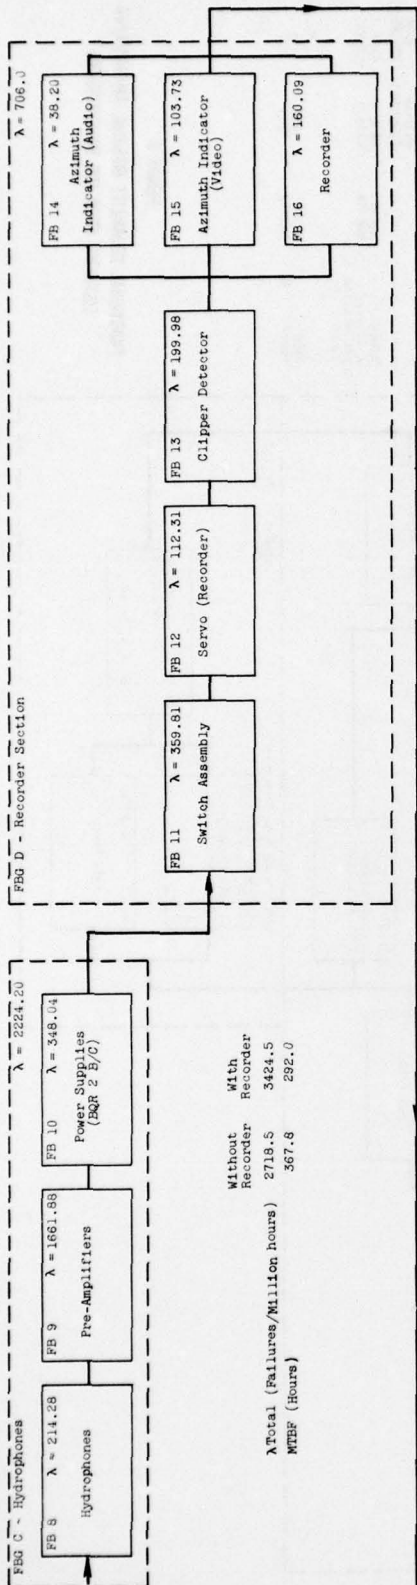 FBG C - Hydrophones
λ = 2224.20
FB 8 λ = 214.28
Hydrophones
FB 9 λ = 1661.88
Pre-Amplifiers
FB 10 λ = 348.04
Power Supplies
(BQR 2 B/C)
FBG D - Recorder Section
λ = 706.0
FB 11 λ = 359.81
Switch Assembly
FB 12 λ = 112.31
Servo (Recorder)
FB 13 λ = 199.98
Clipper Detector
FB 14 λ = 38.20
Azimuth
Indicator (Audio)
FB 15 λ = 103.73
Azimuth Indicator
(Video)
FB 16 λ = 160.09
Recorder
Without With
Recorder Recorder
λTotal (Failures/Million hours) 2718.5 3424.5
MTBF (Hours) 367.8 292.0